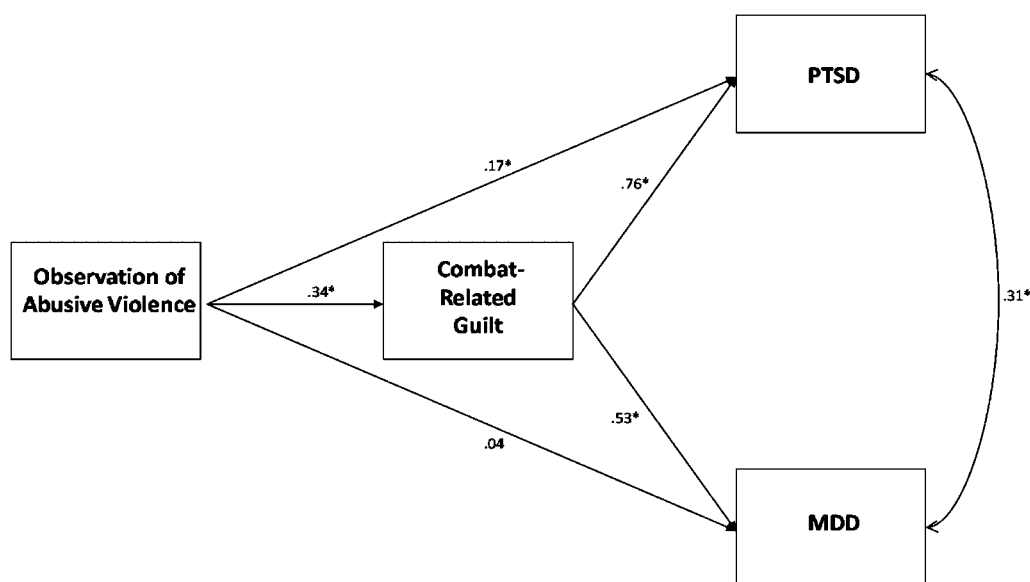 PTSD
.17*
.76*
Observation of
Abusive Violence
.34*
Combat-
Related
Guilt
.31*
.53*
.04
MDD